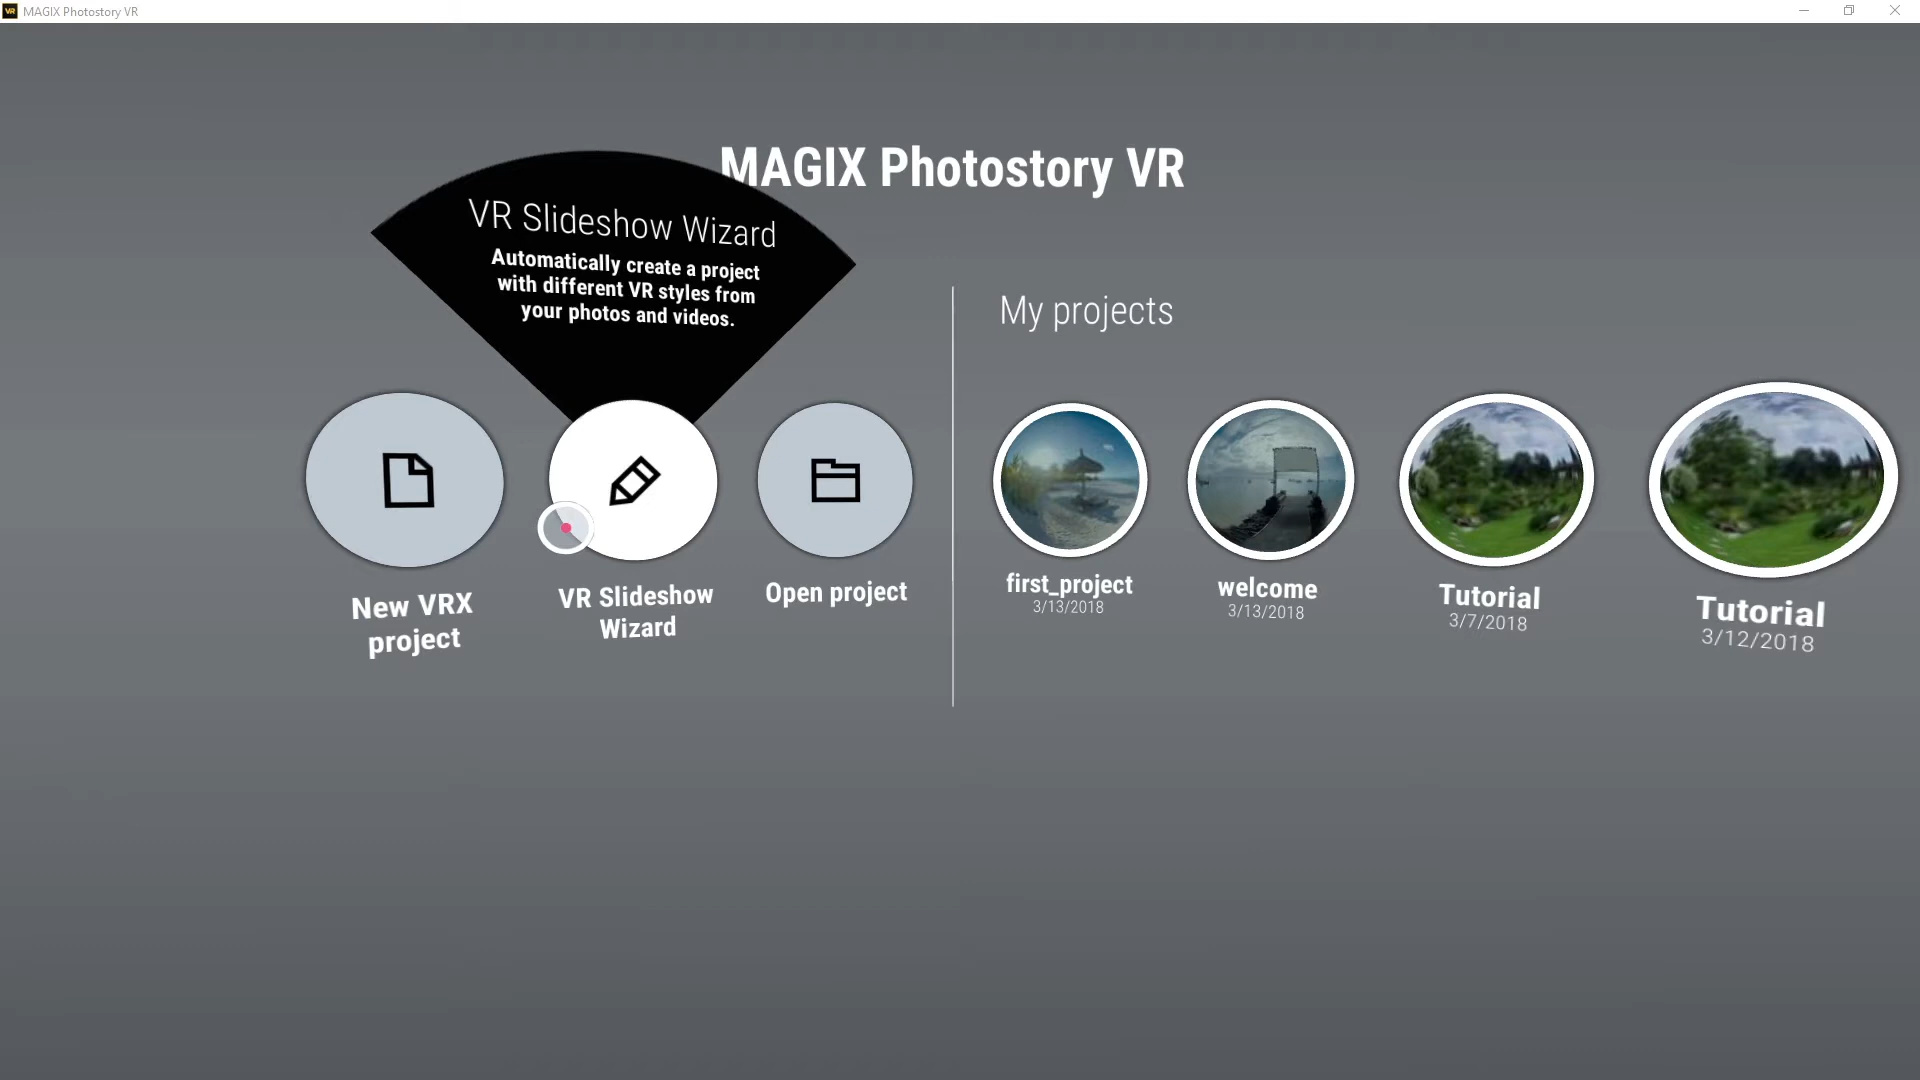 VR MAGIX Photostory VR
MAGIX Photostory VR
VR Slideshow Wizard
Automatically create a project
with different VR styles from
your photos and videos.
New VRX
project
VR Slideshow
Wizard
Open project
My projects
first_project
3/13/2018
welcome
3/13/2018
Tutorial
3/7/2018
Tutorial
3/12/2018